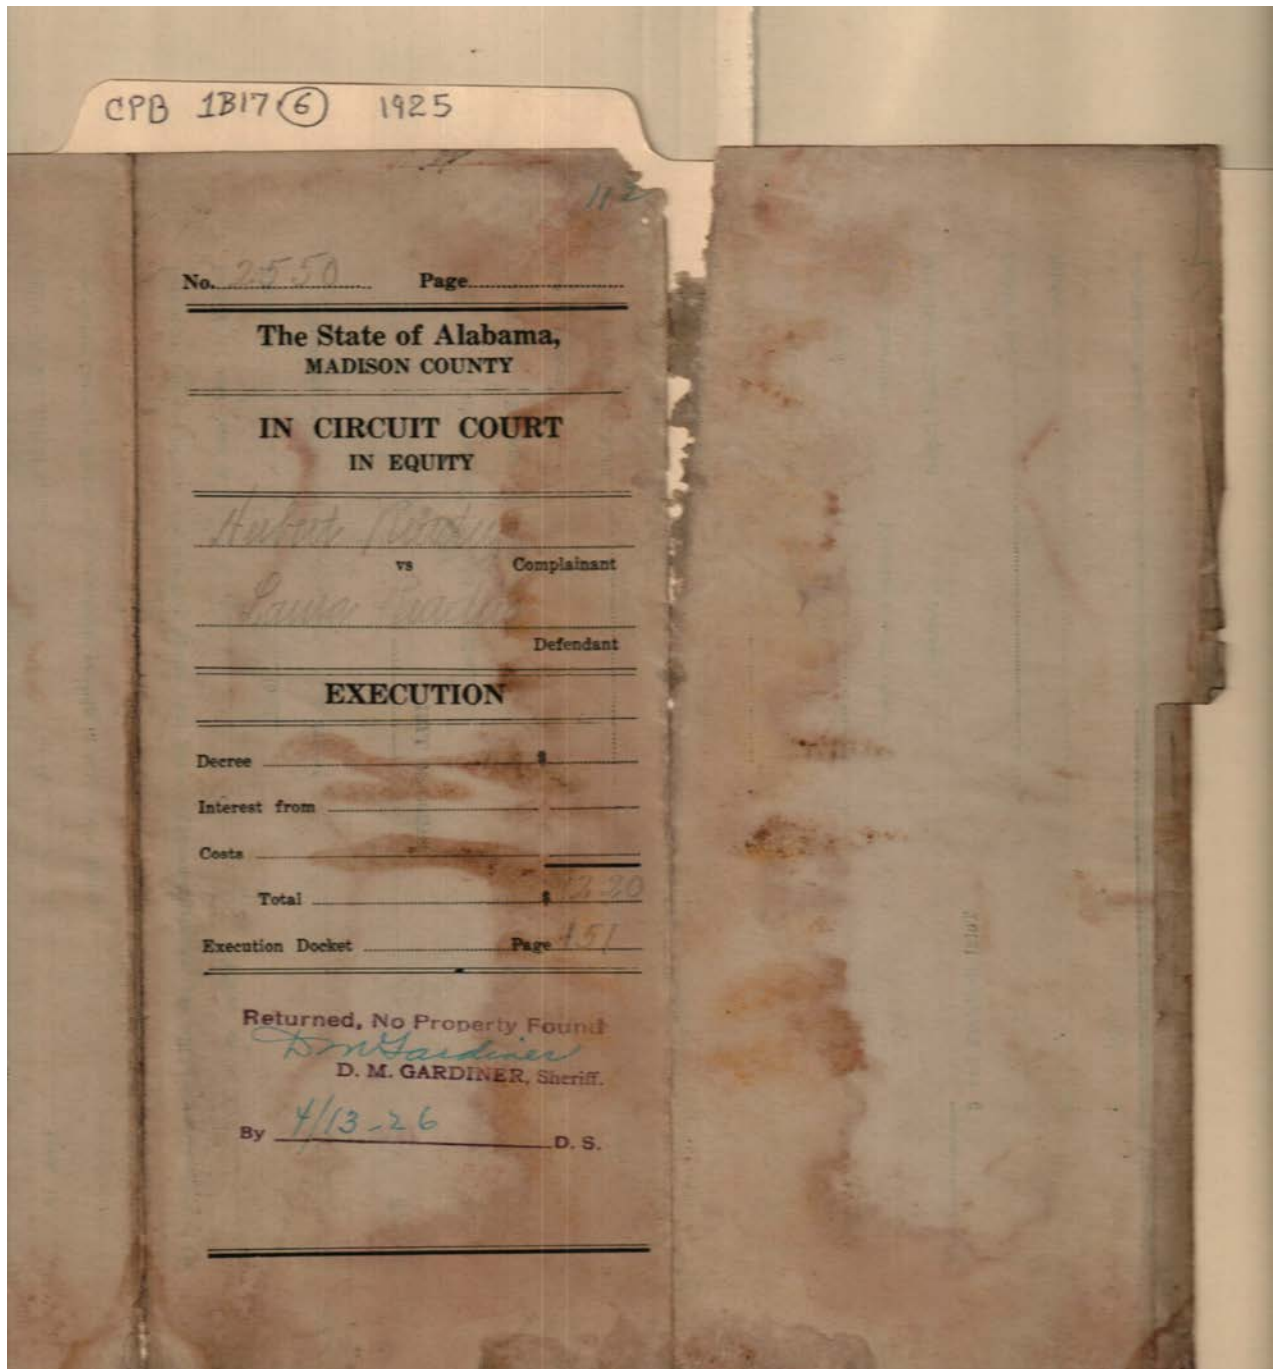 CPB 1B17 6 1925
112
No. 2550 Page
The State of Alabama,
MADISON COUNTY
IN CIRCUIT COURT
IN EQUITY
vs Complainant
Laura
Defendant
EXECUTION
Decree $
Interest from
Costs
Total $ 12.20
Execution Docket Page 451
Returned, No Property Found
D M Gardiner
D. M. GARDINER, Sheriff.
By 4/13-26 D. S.